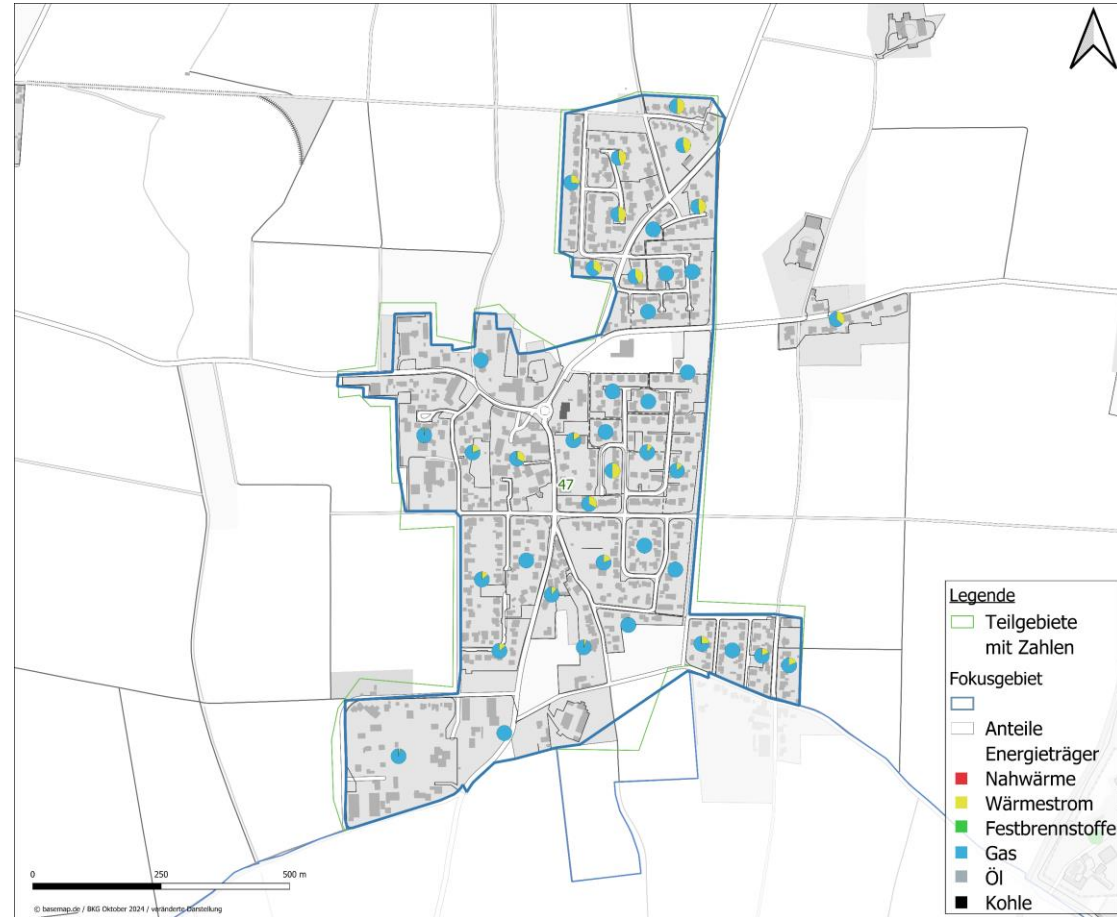 47
Legende
Teilgebiete
mit Zahlen
Fokusgebiet
Anteile
Energieträger
Nahwärme
Wärmestrom
Festbrennstoffe
Gas
Öl
Kohle
0 250 500 m
© basemap.de / BKG Oktober 2024 / veränderte Darstellung